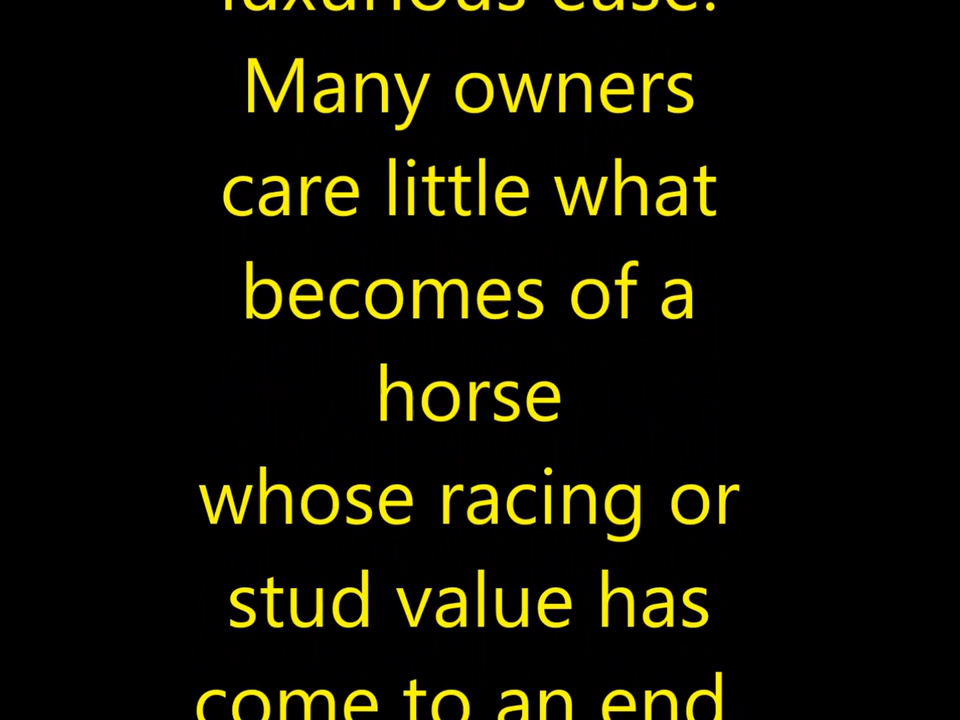 luxurious ease.
Many owners
care little what
becomes of a
horse
whose racing or
stud value has
come to an end